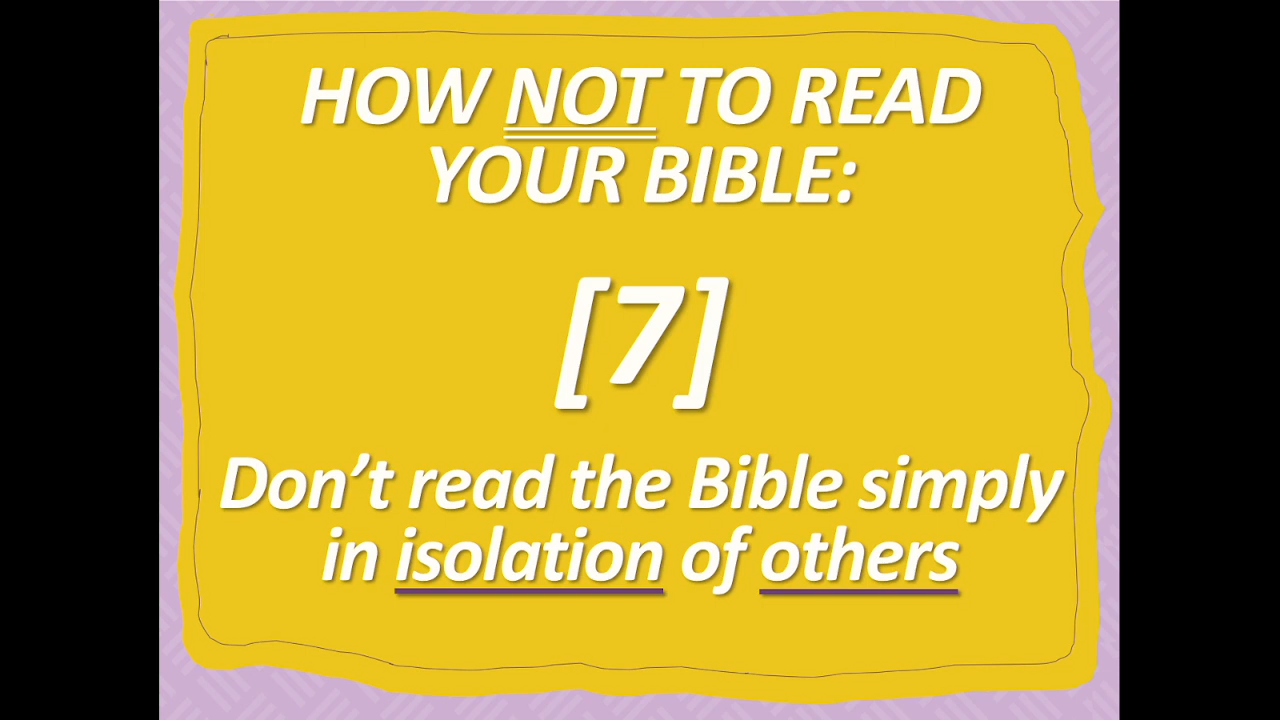 HOW NOT TO READ
YOUR BIBLE:
[7]
Don’t read the Bible simply
in isolation of others